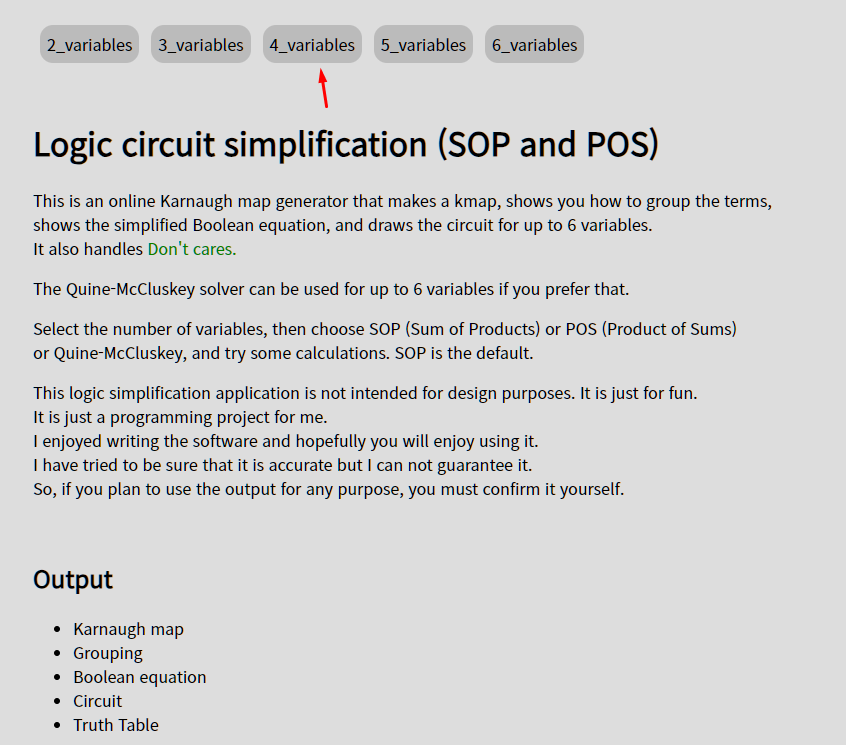 2_variables 3_variables 4_variables 5_variables 6_variables
Logic circuit simplification (SOP and POS)
This is an online Karnaugh map generator that makes a kmap, shows you how to group the terms,
shows the simplified Boolean equation, and draws the circuit for up to 6 variables.
It also handles Don't cares.
The Quine-McCluskey solver can be used for up to 6 variables if you prefer that.
Select the number of variables, then choose SOP (Sum of Products) or POS (Product of Sums)
or Quine-McCluskey, and try some calculations. SOP is the default.
This logic simplification application is not intended for design purposes. It is just for fun.
It is just a programming project for me.
I enjoyed writing the software and hopefully you will enjoy using it.
I have tried to be sure that it is accurate but I can not guarantee it.
So, if you plan to use the output for any purpose, you must confirm it yourself.
Output
• Karnaugh map
• Grouping
• Boolean equation
• Circuit
• Truth Table